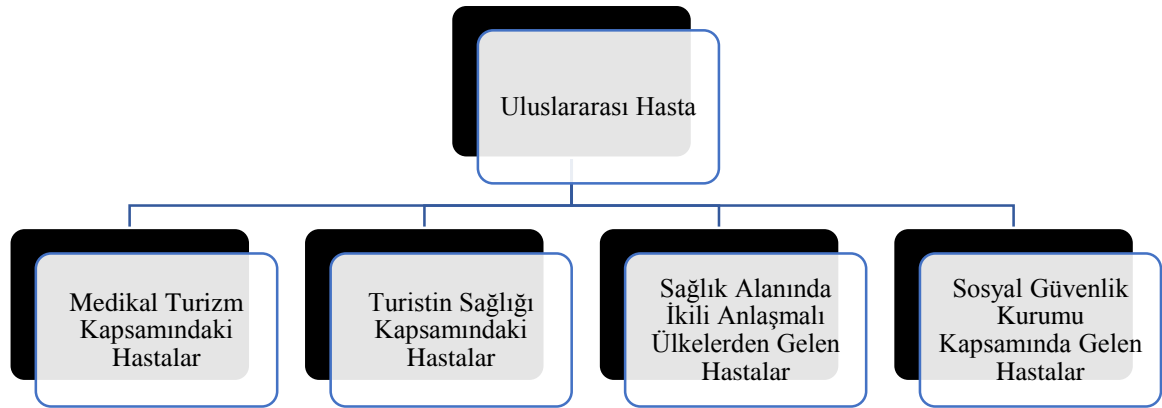 Uluslararası Hasta
Medikal Turizm
Kapsamındaki
Hastalar
Turistin Sağlığı
Kapsamındaki
Hastalar
Sağlık Alanında
İkili Anlaşmalı
Ülkelerden Gelen
Hastalar
Sosyal Güvenlik
Kurumu
Kapsamında Gelen
Hastalar